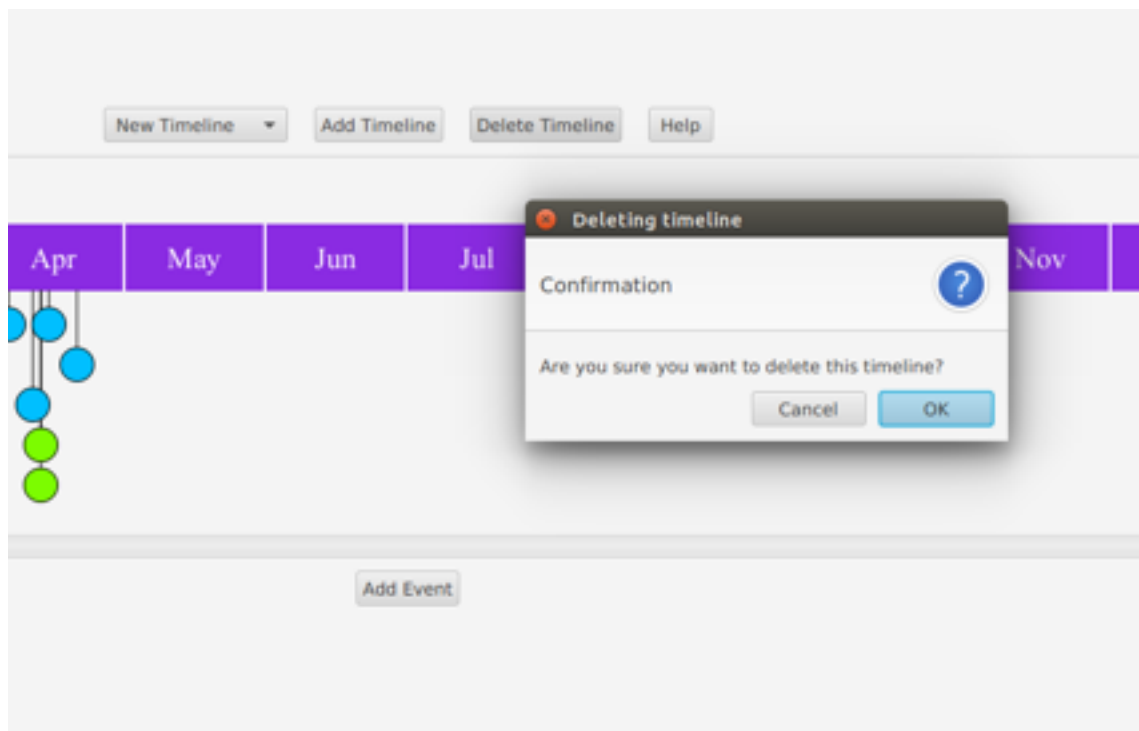 New Timeline Add Timeline Delete Timeline Help
Deleting timeline
Apr May Jun Jul Nov
Confirmation
?
Are you sure you want to delete this timeline?
Cancel OK
Add Event